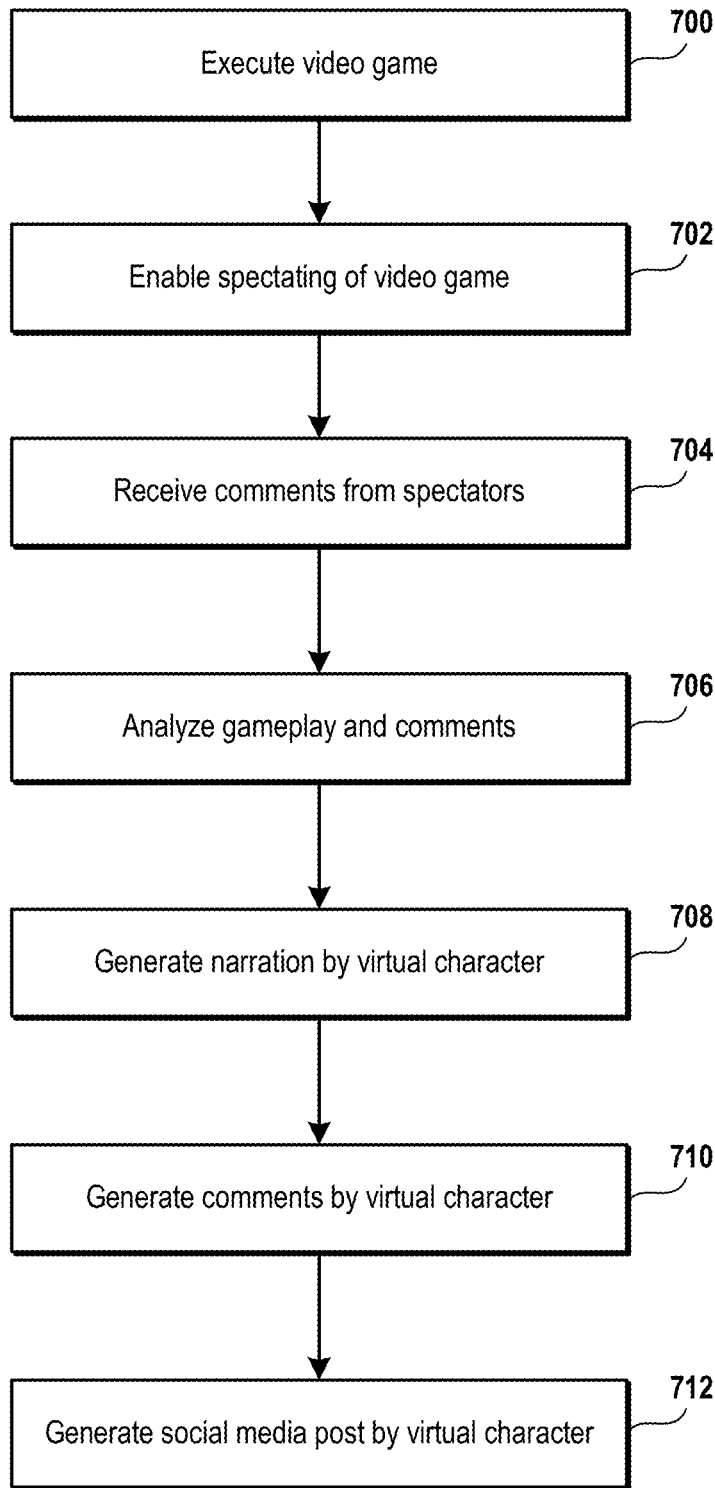 700
Execute video game
702
Enable spectating of video game
704
Receive comments from spectators
706
Analyze gameplay and comments
708
Generate narration by virtual character
710
Generate comments by virtual character
712
Generate social media post by virtual character